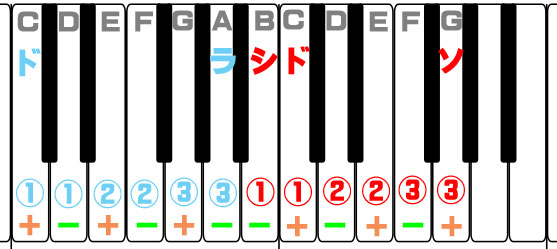 C D E F G A B C D E F G
ド ラ シ ド ソ
① ① ② ② ③ ③ ① ① ② ② ③ ③
+ − + − + − − + − + − +